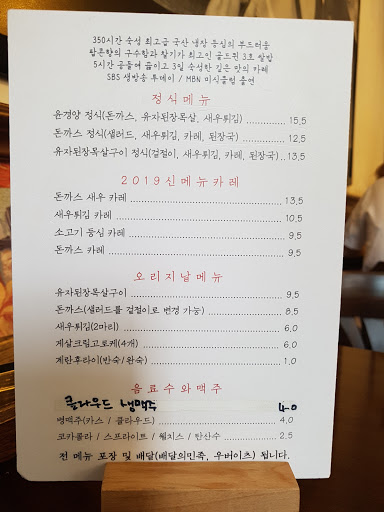 350시간 숙성 최고급 국산 냉장 등심의 부드러움
팝콘향의 구수함과 찰기가 최고인 골드퀸 3호 쌀밥
5시간 공들여 끓이고 3일 숙성한 깊은 맛의 카레
SBS 생방송 투데이 / MBN 미식클럽 출연
정식메뉴
윤경양 정식(돈까스, 유자된장목살, 새우튀김) 15,5
돈까스 정식(샐러드, 새우튀김, 카레, 된장국) 12,5
유자된장목살구이 정식(겉절이, 새우튀김, 카레, 된장국) 13,5
2019신메뉴카레
돈까스 새우 카레 13,5
새우튀김 카레 10,5
소고기 등심 카레 9,5
돈까스 카레 9,5
오리지날메뉴
유자된장목살구이 9,5
돈까스(샐러드를 겉절이로 변경 가능) 8,5
새우튀김(2마리) 6,0
게살크림고로케(4개) 6,0
계란후라이(반숙/완숙) 1,0
음료수와맥주
클라우드 생맥주 4.0
병맥주(카스 / 클라우드) 4,0
코카콜라 / 스프라이트 / 웰치스 / 탄산수 2,5
전 메뉴 포장 및 배달(배달의민족, 우버이츠) 됩니다.